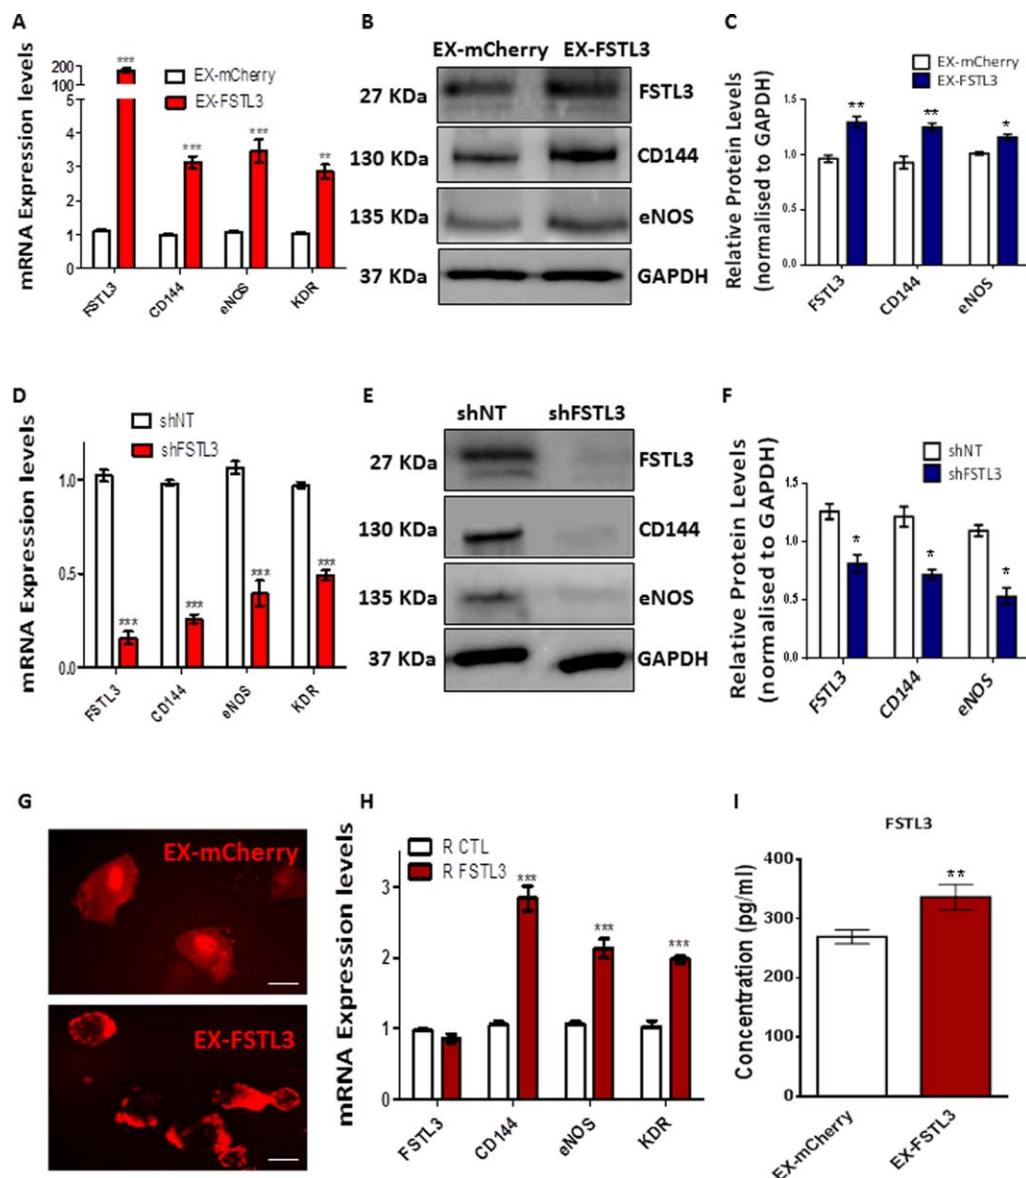 A
mRNA Expression levels
200
100
5
4
3
2
1
0
EX-mCherry
EX-FSTL3
***
***
***
**
FSTL3
CD144
eNOS
KDR
B
EX-mCherry EX-FSTL3
27 KDa FSTL3
130 KDa CD144
135 KDa eNOS
37 KDa GAPDH
C
Relative Protein Levels
(normalised to GAPDH)
EX-mCherry
EX-FSTL3
1.5
1.0
0.5
0.0
**
**
*
FSTL3
CD144
eNOS
D
mRNA Expression levels
shNT
shFSTL3
1.0
0.5
0.0
***
***
***
***
FSTL3
CD144
eNOS
KDR
E
shNT shFSTL3
27 KDa FSTL3
130 KDa CD144
135 KDa eNOS
37 KDa GAPDH
F
Relative Protein Levels
(normalised to GAPDH)
shNT
shFSTL3
1.5
1.0
0.5
0.0
*
*
*
FSTL3
CD144
eNOS
G
EX-mCherry
EX-FSTL3
H
mRNA Expression levels
R CTL
R FSTL3
3
2
1
0
***
***
***
FSTL3
CD144
eNOS
KDR
I
FSTL3
Concentration (pg/ml)
400
300
200
100
0
**
EX-mCherry
EX-FSTL3